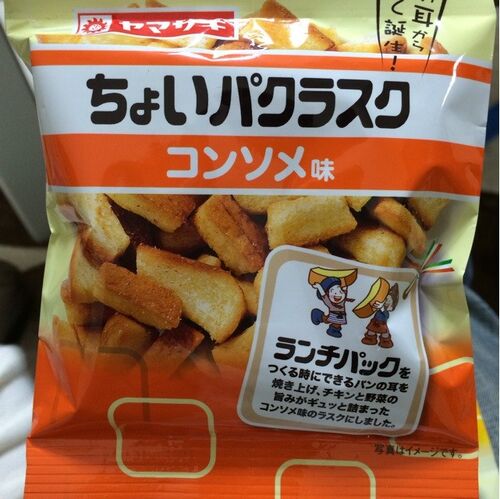 ヤマザキ
耳から
誕生!
ちょいパクラスク
コンソメ味
ランチパックを
つくる時にできるパンの耳を
焼き上げ、チキンと野菜の
旨みがギュッと詰まった
コンソメ味のラスクにしました。
写真はイメージです。